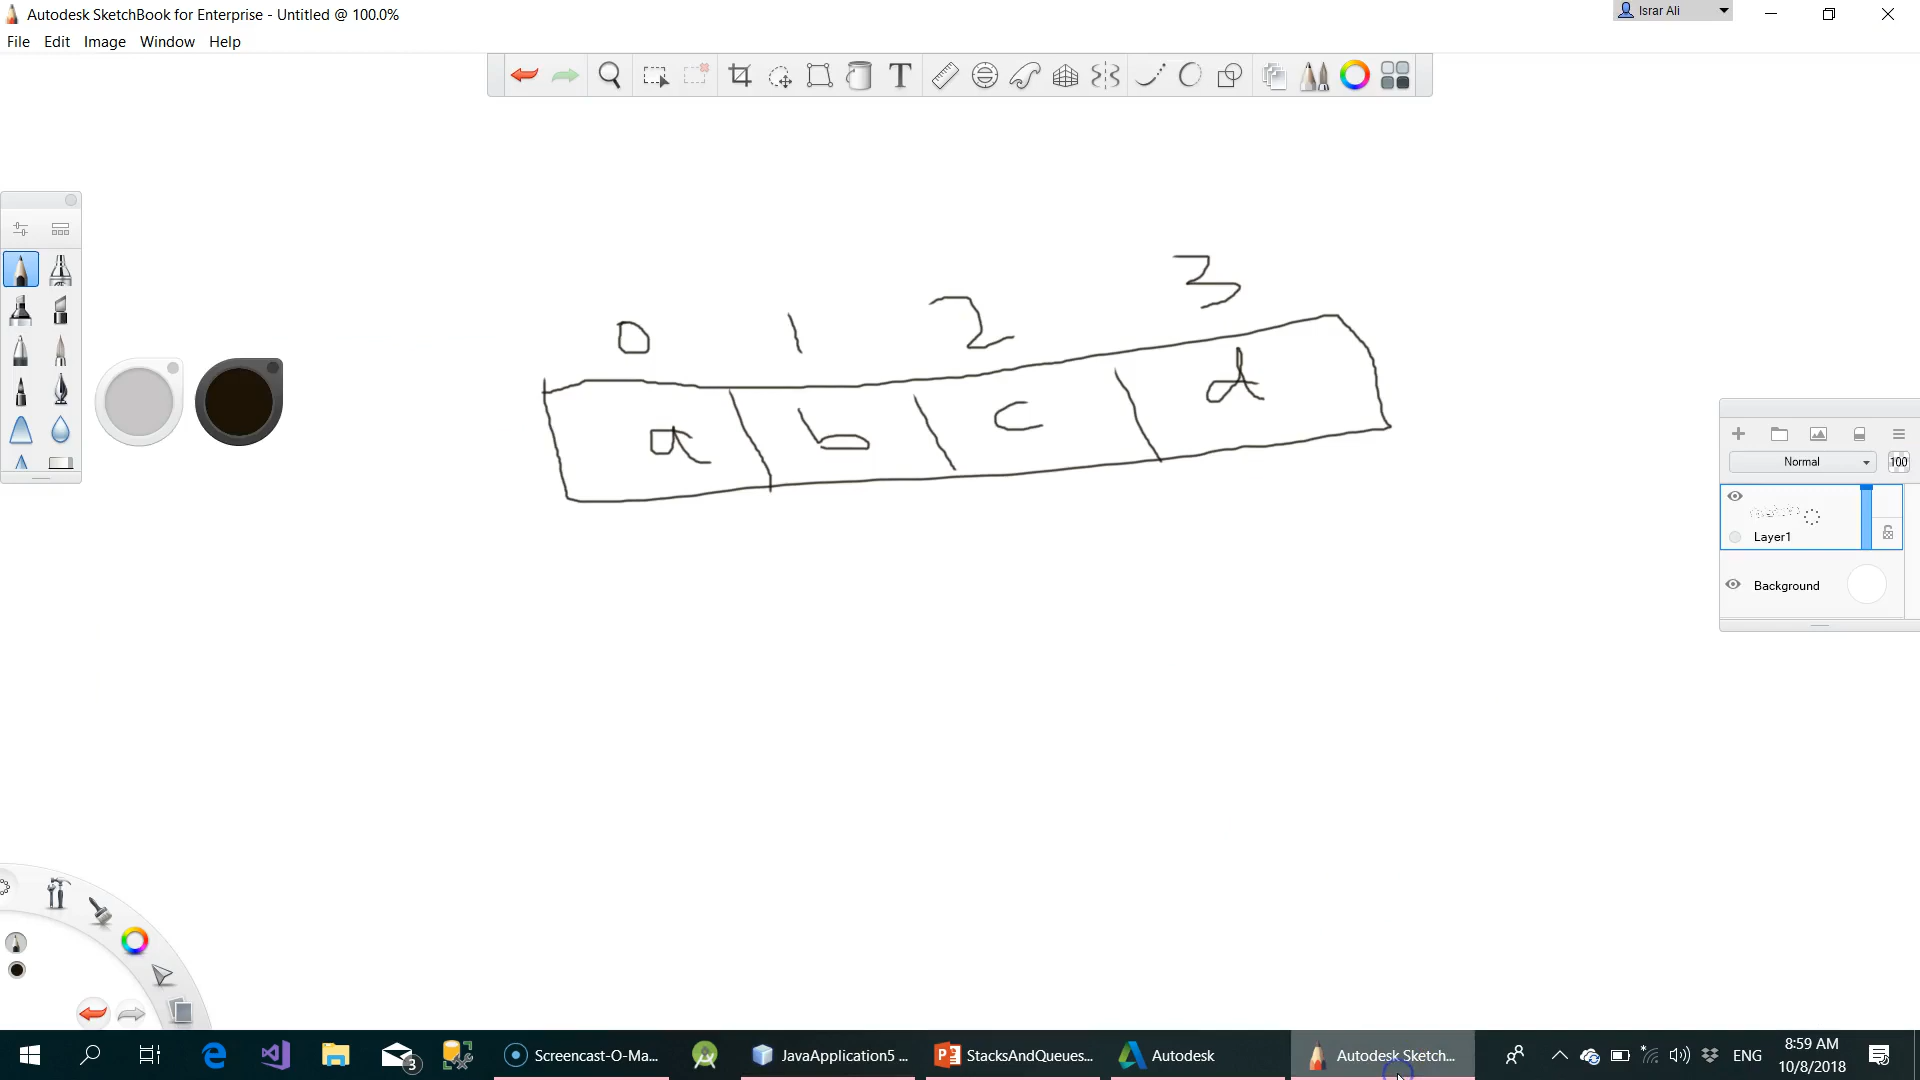 Autodesk SketchBook for Enterprise - Untitled @ 100.0%
Israr Ali
File Edit Image Window Help
T
0 1 2 3
a b c d
Normal 100
Layer1
Background
3 Screencast-O-Ma... JavaApplication5 ... StacksAndQueues... Autodesk Autodesk Sketch... ENG 8:59 AM
10/8/2018